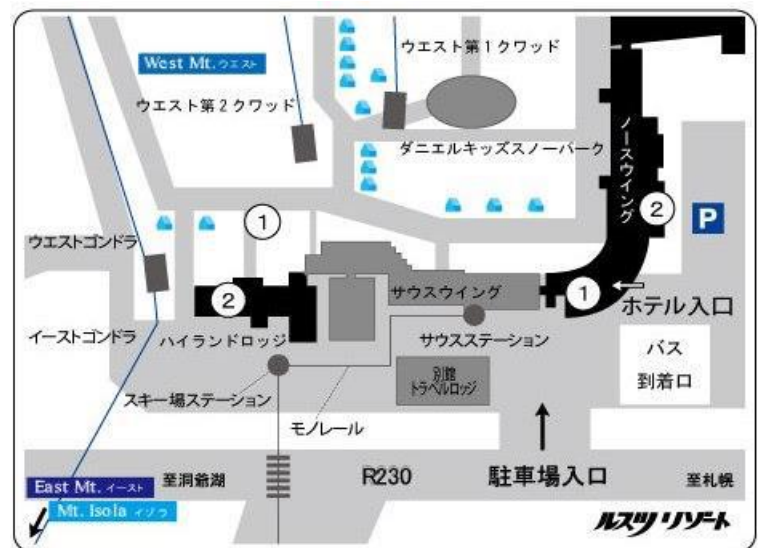 West Mt. ウエスト
ウエスト第1クワッド
ウエスト第2クワッド
ダニエルキッズスノーパーク
ノースウイング
②
P
①
ウエストゴンドラ
②
サウスウイング
①
ホテル入口
イーストゴンドラ
ハイランドロッジ
サウスステーション
バス
到着口
別館
トラベルロッジ
スキー場ステーション
モノレール
East Mt. イースト
至洞爺湖
R230
駐車場入口
至札幌
Mt. Isola イゾラ
ルスツリゾート